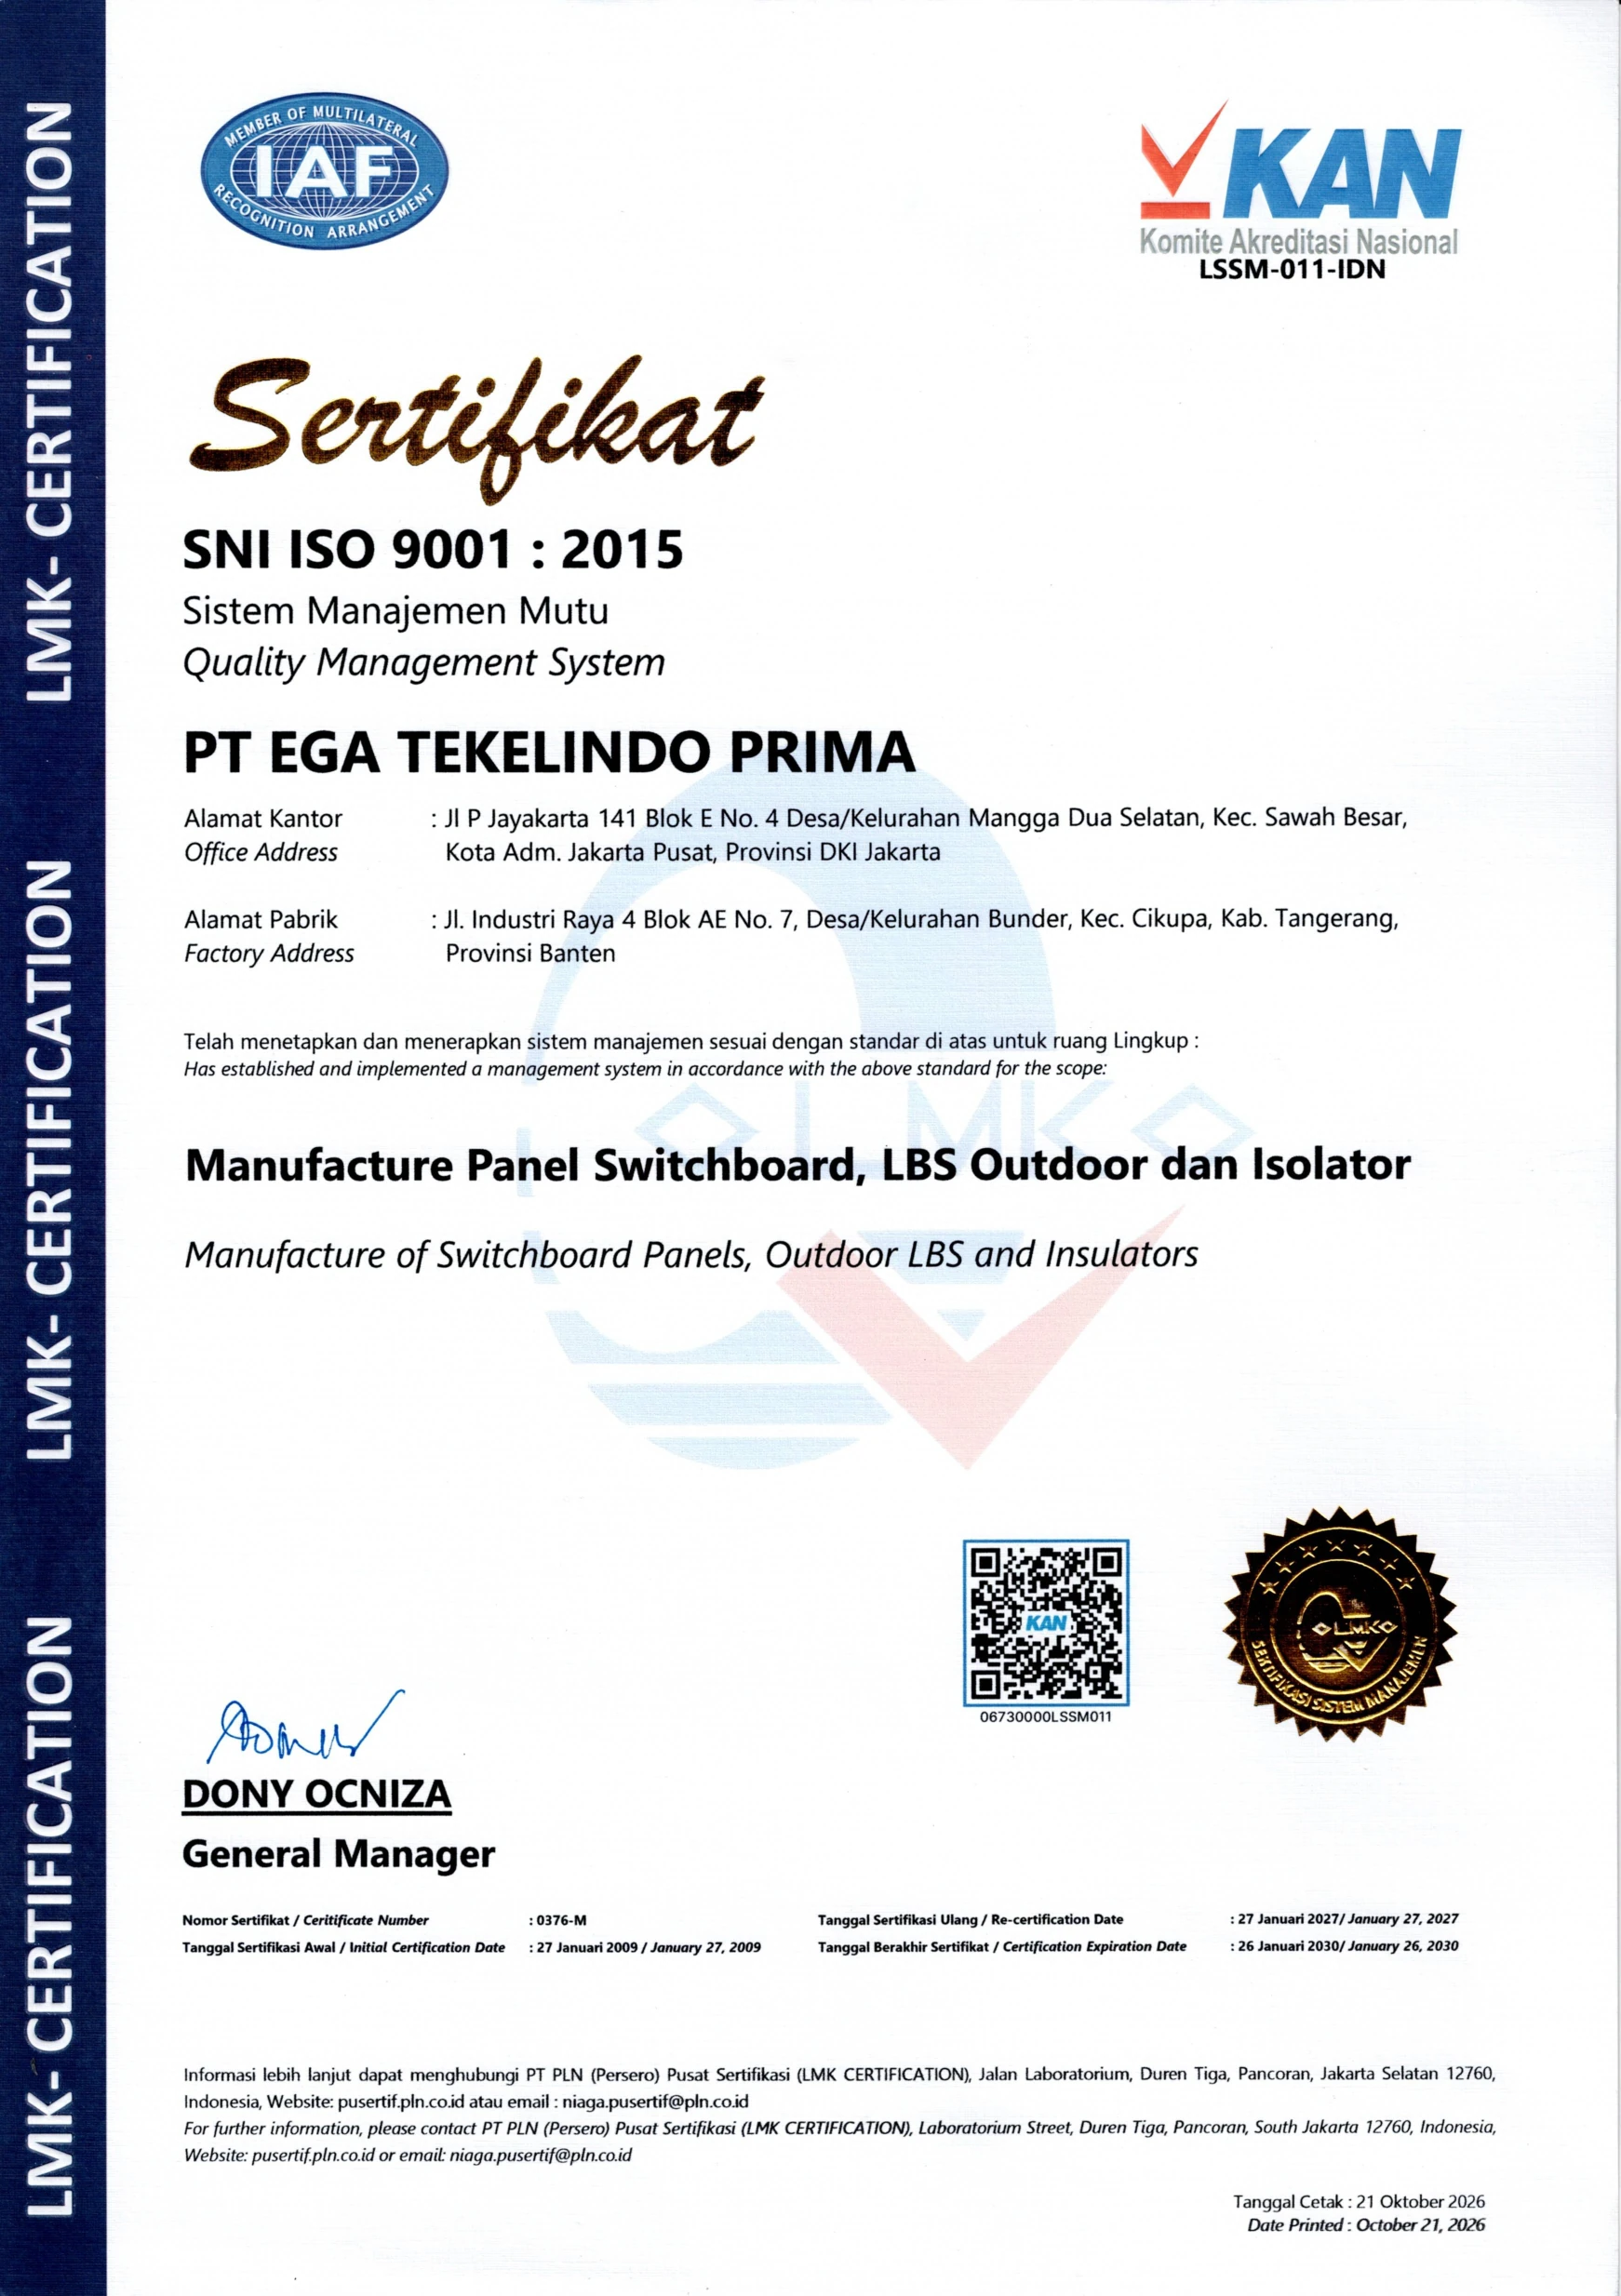 MEMBER OF MULTILATERAL
IAF
RECOGNITION ARRANGEMENT
KAN
Komite Akreditasi Nasional
LSSM-011-IDN
LMK- CERTIFICATION LMK- CERTIFICATION LMK- CERTIFICATION
Sertifikat
SNI ISO 9001 : 2015
Sistem Manajemen Mutu
Quality Management System
PT EGA TEKELINDO PRIMA
Alamat Kantor : Jl P Jayakarta 141 Blok E No. 4 Desa/Kelurahan Mangga Dua Selatan, Kec. Sawah Besar,
Office Address Kota Adm. Jakarta Pusat, Provinsi DKI Jakarta
Alamat Pabrik : Jl. Industri Raya 4 Blok AE No. 7, Desa/Kelurahan Bunder, Kec. Cikupa, Kab. Tangerang,
Factory Address Provinsi Banten
Telah menetapkan dan menerapkan sistem manajemen sesuai dengan standar di atas untuk ruang Lingkup :
Has established and implemented a management system in accordance with the above standard for the scope:
LMK
Manufacture Panel Switchboard, LBS Outdoor dan Isolator
Manufacture of Switchboard Panels, Outdoor LBS and Insulators
KAN
06730000LSSM011
LMK
SERTIFIKASI SISTEM MANAJEMEN
DONY OCNIZA
General Manager
Nomor Sertifikat / Ceritificate Number : 0376-M
Tanggal Sertifikasi Awal / Initial Certification Date : 27 Januari 2009 / January 27, 2009
Tanggal Sertifikasi Ulang / Re-certification Date : 27 Januari 2027/ January 27, 2027
Tanggal Berakhir Sertifikat / Certification Expiration Date : 26 Januari 2030/ January 26, 2030
Informasi lebih lanjut dapat menghubungi PT PLN (Persero) Pusat Sertifikasi (LMK CERTIFICATION), Jalan Laboratorium, Duren Tiga, Pancoran, Jakarta Selatan 12760,
Indonesia, Website: pusertif.pln.co.id atau email : niaga.pusertif@pln.co.id
For further information, please contact PT PLN (Persero) Pusat Sertifikasi (LMK CERTIFICATION), Laboratorium Street, Duren Tiga, Pancoran, South Jakarta 12760, Indonesia,
Website: pusertif.pln.co.id or email: niaga.pusertif@pln.co.id
Tanggal Cetak : 21 Oktober 2026
Date Printed : October 21, 2026